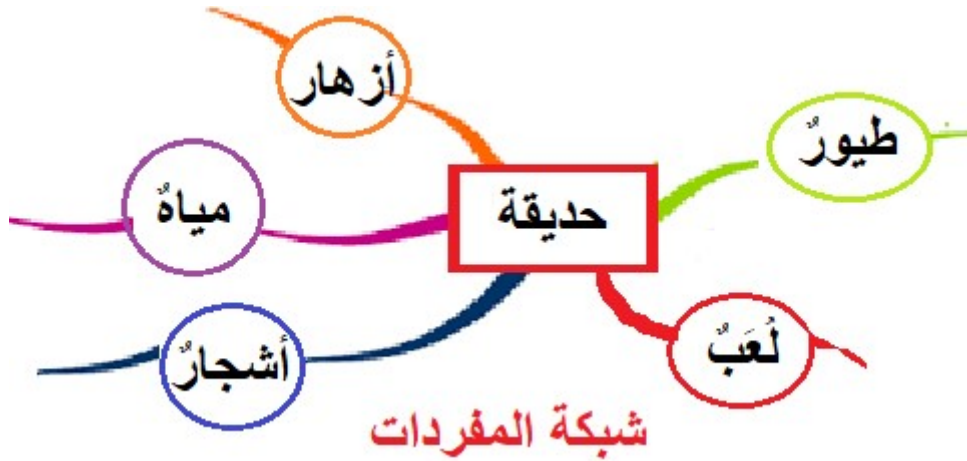 أزهار
طيورٌ
مياهٌ
حديقة
لُعَبٌ
أشجارٌ
شبكة المفردات